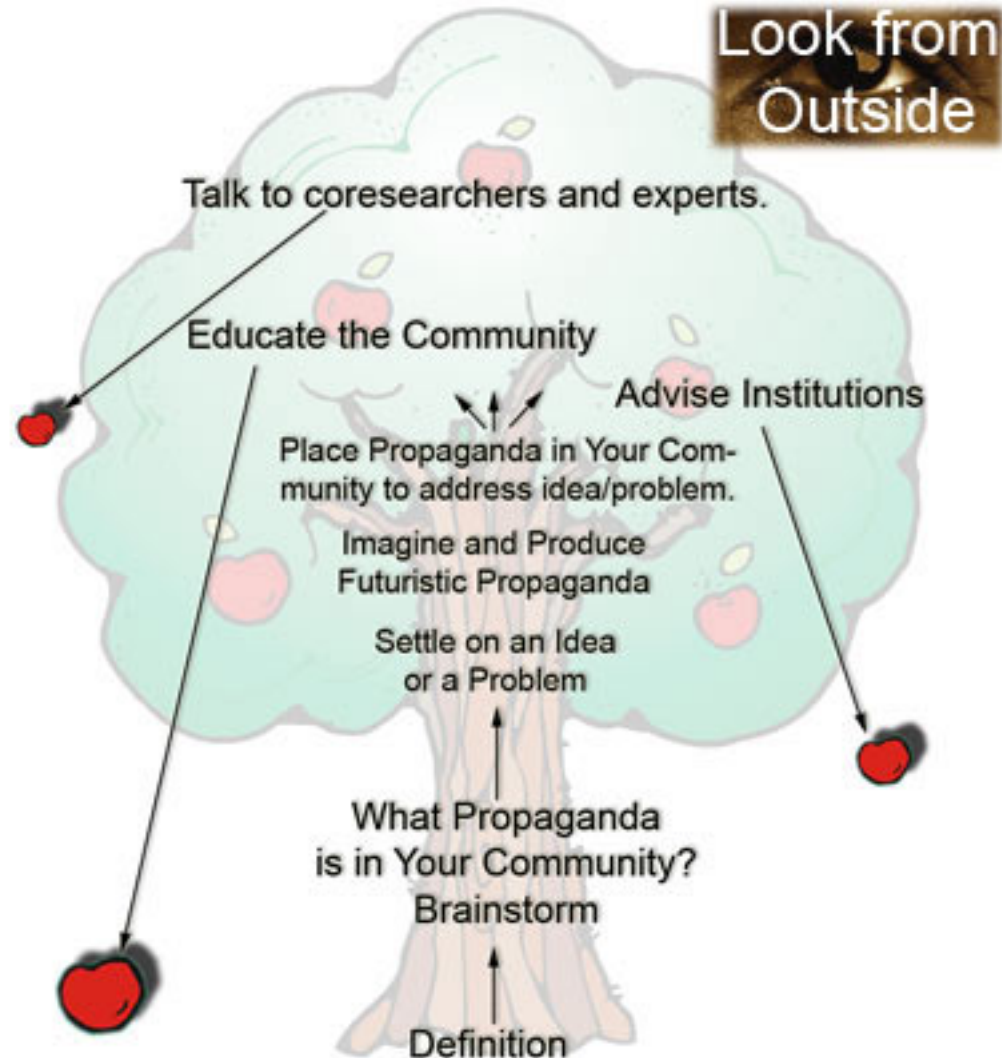 Look from
Outside
Talk to coresearchers and experts.
Educate the Community
Advise Institutions
Place Propaganda in Your Com-
munity to address idea/problem.
Imagine and Produce
Futuristic Propaganda
Settle on an Idea
or a Problem
What Propaganda
is in Your Community?
Brainstorm
Definition